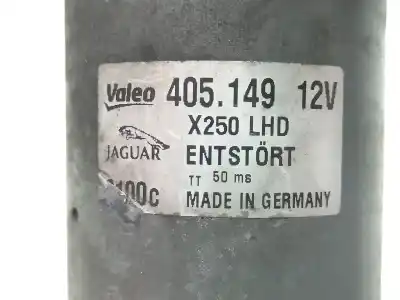 Valeo 405.149 12V
X250 LHD
JAGUAR ENTSTÖRT
TT 50 ms
MADE IN GERMANY